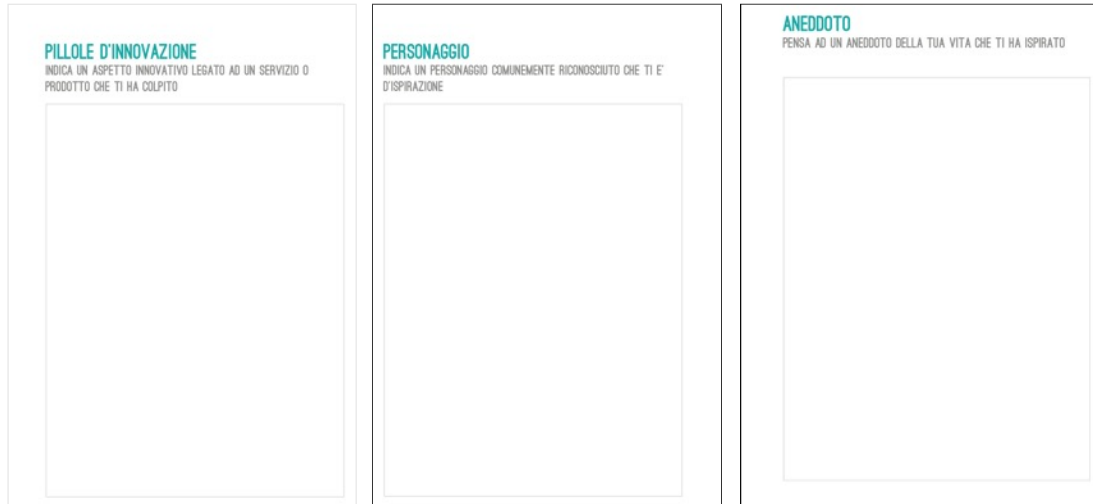 PILLOLE D'INNOVAZIONE
INDICA UN ASPETTO INNOVATIVO LEGATO AD UN SERVIZIO O
PRODOTTO CHE TI HA COLPITO
PERSONAGGIO
INDICA UN PERSONAGGIO COMUNEMENTE RICONOSCIUTO CHE TI E'
D'ISPIRAZIONE
ANEDDOTO
PENSA AD UN ANEDDOTO DELLA TUA VITA CHE TI HA ISPIRATO